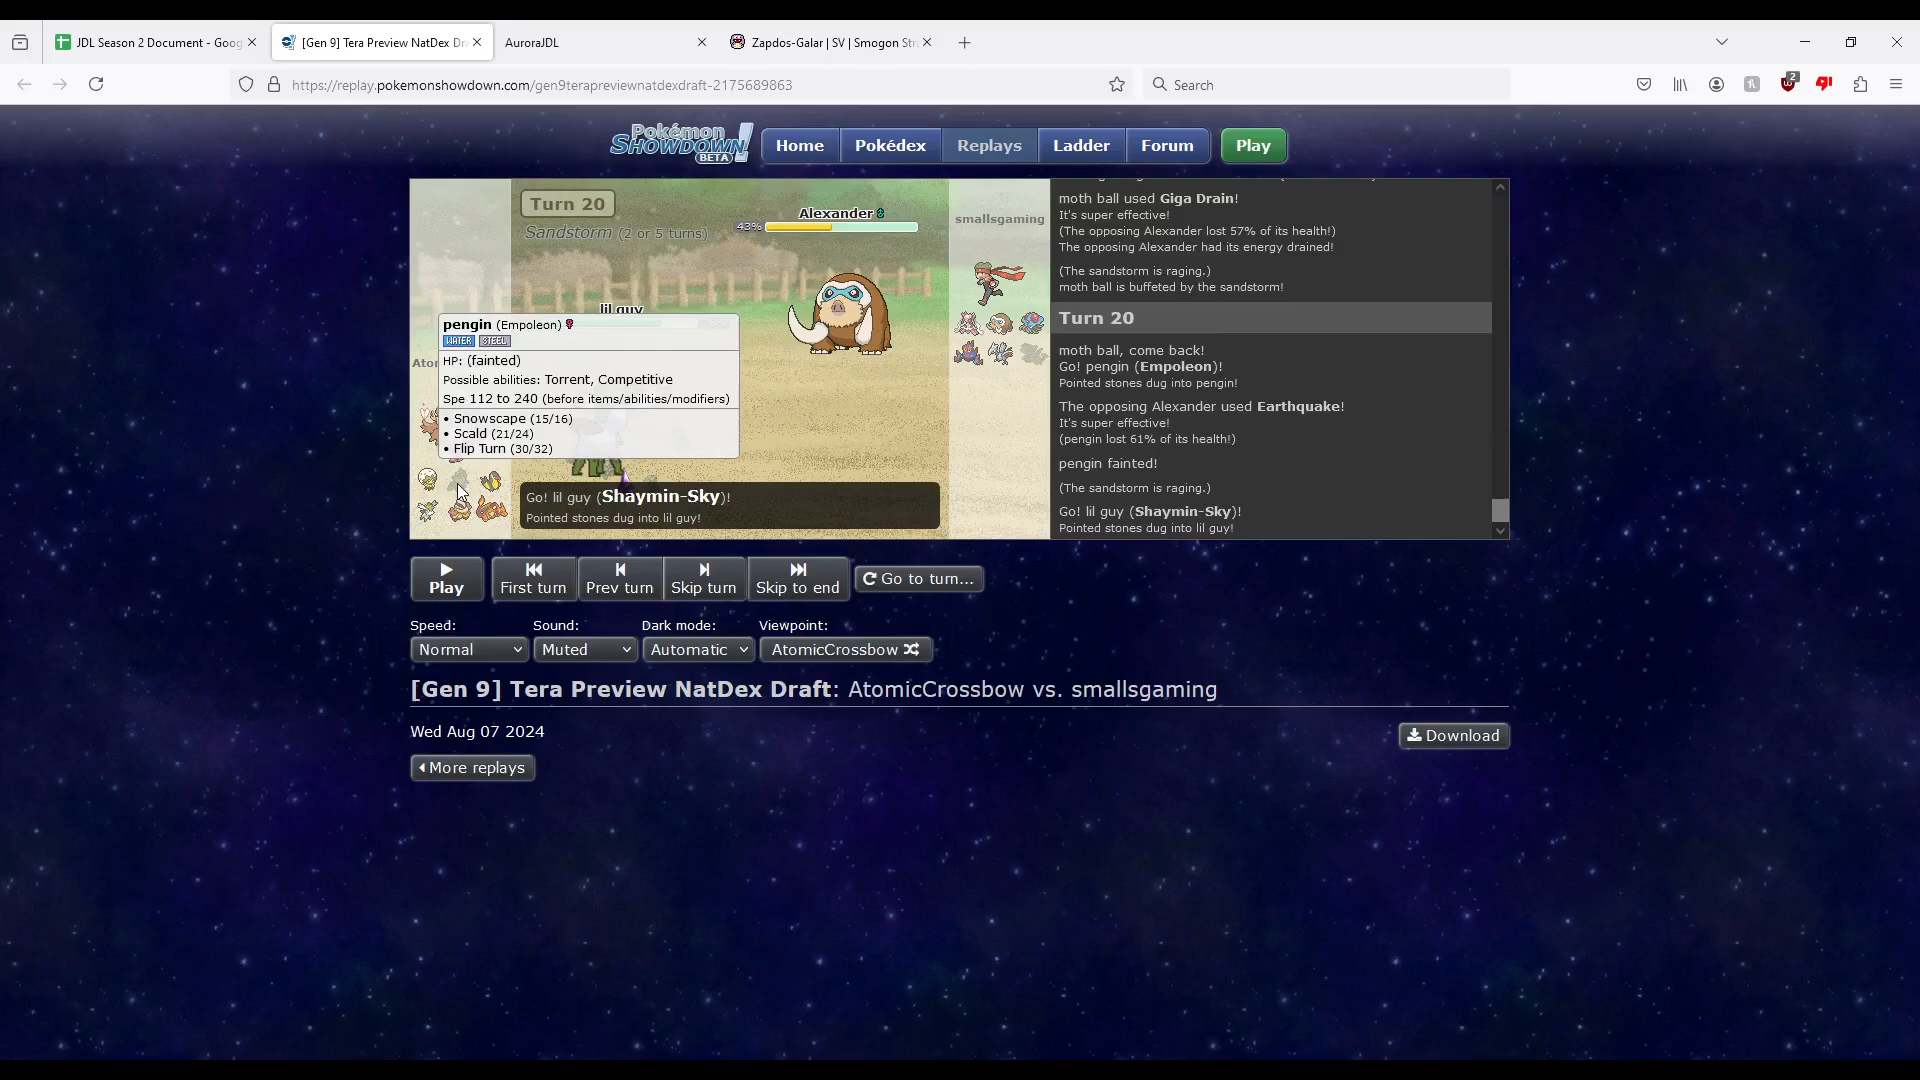 JDL Season 2 Document - Goog
[Gen 9] Tera Preview NatDex Dra
AuroraJDL
Zapdos-Galar | SV | Smogon Str
https://replay.pokemonshowdown.com/gen9terapreviewnatdexdraft-2175689863
Search
2
Pokémon
SHOWDOWN!
BETA
Home
Pokédex
Replays
Ladder
Forum
Play
Turn 20
Sandstorm (2 or 5 turns)
Alexander
43%
smallsgaming
lil guy
Ator
pengin (Empoleon)
WATER STEEL
HP: (fainted)
Possible abilities: Torrent, Competitive
Spe 112 to 240 (before items/abilities/modifiers)
• Snowscape (15/16)
• Scald (21/24)
• Flip Turn (30/32)
Go! lil guy (Shaymin-Sky)!
Pointed stones dug into lil guy!
moth ball used Giga Drain!
It's super effective!
(The opposing Alexander lost 57% of its health!)
The opposing Alexander had its energy drained!
(The sandstorm is raging.)
moth ball is buffeted by the sandstorm!
Turn 20
moth ball, come back!
Go! pengin (Empoleon)!
Pointed stones dug into pengin!
The opposing Alexander used Earthquake!
It's super effective!
(pengin lost 61% of its health!)
pengin fainted!
(The sandstorm is raging.)
Go! lil guy (Shaymin-Sky)!
Pointed stones dug into lil guy!
Play
First turn
Prev turn
Skip turn
Skip to end
Go to turn...
Speed:
Sound:
Dark mode:
Viewpoint:
Normal
Muted
Automatic
AtomicCrossbow
[Gen 9] Tera Preview NatDex Draft: AtomicCrossbow vs. smallsgaming
Wed Aug 07 2024
Download
More replays